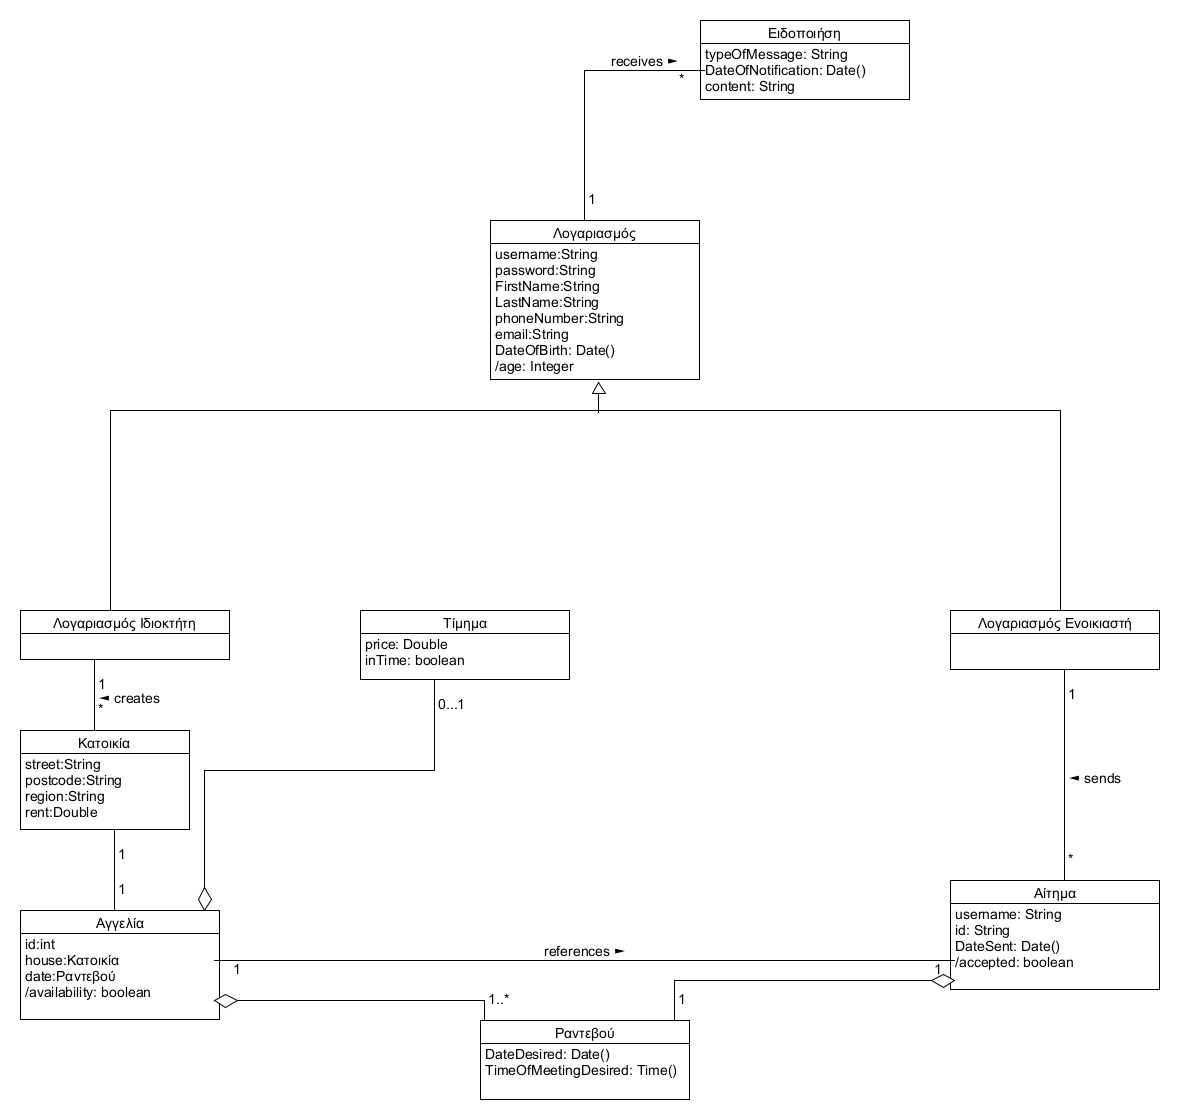 Ειδοποιήση
typeOfMessage: String
DateOfNotification: Date()
content: String
receives ►
*
1
Λογαριασμός
username:String
password:String
FirstName:String
LastName:String
phoneNumber:String
email:String
DateOfBirth: Date()
/age: Integer
Λογαριασμός Ιδιοκτήτη
Τίμημα
price: Double
inTime: boolean
Λογαριασμός Ενοικιαστή
1
◄ creates
*
0...1
1
◄ sends
*
Κατοικία
street:String
postcode:String
region:String
rent:Double
1
1
Αγγελία
id:int
house:Κατοικία
date:Ραντεβού
/availability: boolean
references ►
1
1
Αίτημα
username: String
id: String
DateSent: Date()
/accepted: boolean
1..*
1
Ραντεβού
DateDesired: Date()
TimeOfMeetingDesired: Time()